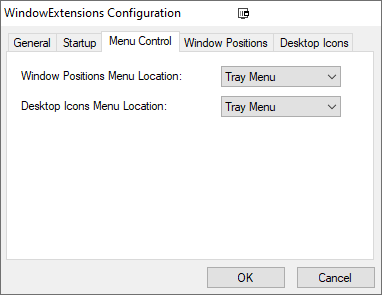 WindowExtensions Configuration
General Startup Menu Control Window Positions Desktop Icons
Window Positions Menu Location: Tray Menu
Desktop Icons Menu Location: Tray Menu
OK Cancel